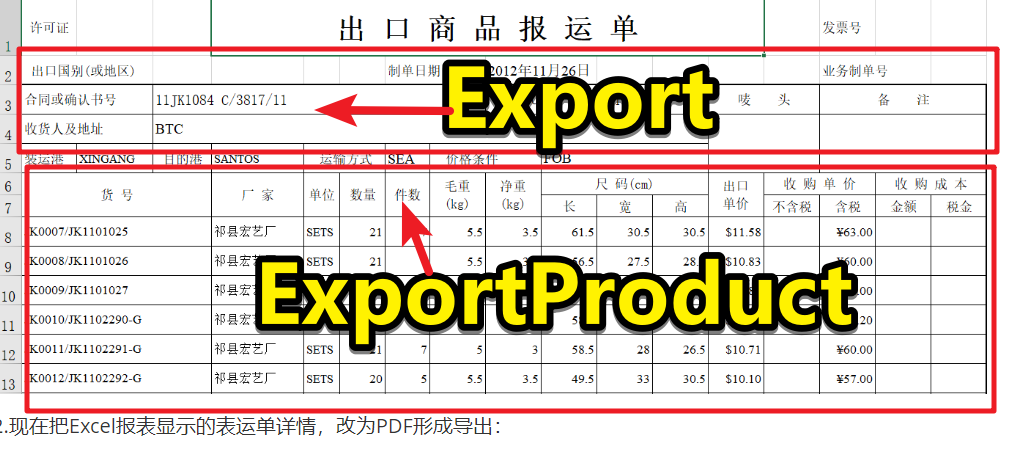 许可证 出 口 商 品 报 运 单 发票号
1
2 出口国别(或地区) 制单日期 2012年11月26日 业务制单号
3 合同或确认书号 11JK1084 C/3817/11 唛 头 备 注
Export
4 收货人及地址 BTC
5 装运港 XINGANG 目的港 SANTOS 运输方式 SEA 价格条件 FOB
6 货 号 厂 家 单位 数量 件数 毛重 净重 尺 码(cm) 出口 收 购 单 价 收 购 成 本
7 (kg) (kg) 长 宽 高 单价 不含税 含税 金额 税金
8 K0007/JK1101025 祁县宏艺厂 SETS 21 5.5 3.5 61.5 30.5 30.5 $11.58 ¥63.00
9 K0008/JK1101026 祁县宏艺厂 SETS 21 5.5 27.5 28. $10.83 ¥60.00
10 K0009/JK1101027 祁县宏
ExportProduct
11 K0010/JK1102290-G 祁县宏
12 K0011/JK1102291-G 祁县宏艺厂 SETS 21 7 5 3 58.5 28 26.5 $10.71 ¥60.00
13 K0012/JK1102292-G 祁县宏艺厂 SETS 20 5 5.5 3.5 49.5 33 30.5 $10.10 ¥57.00
2.现在把Excel报表显示的表运单详情，改为PDF形成导出：